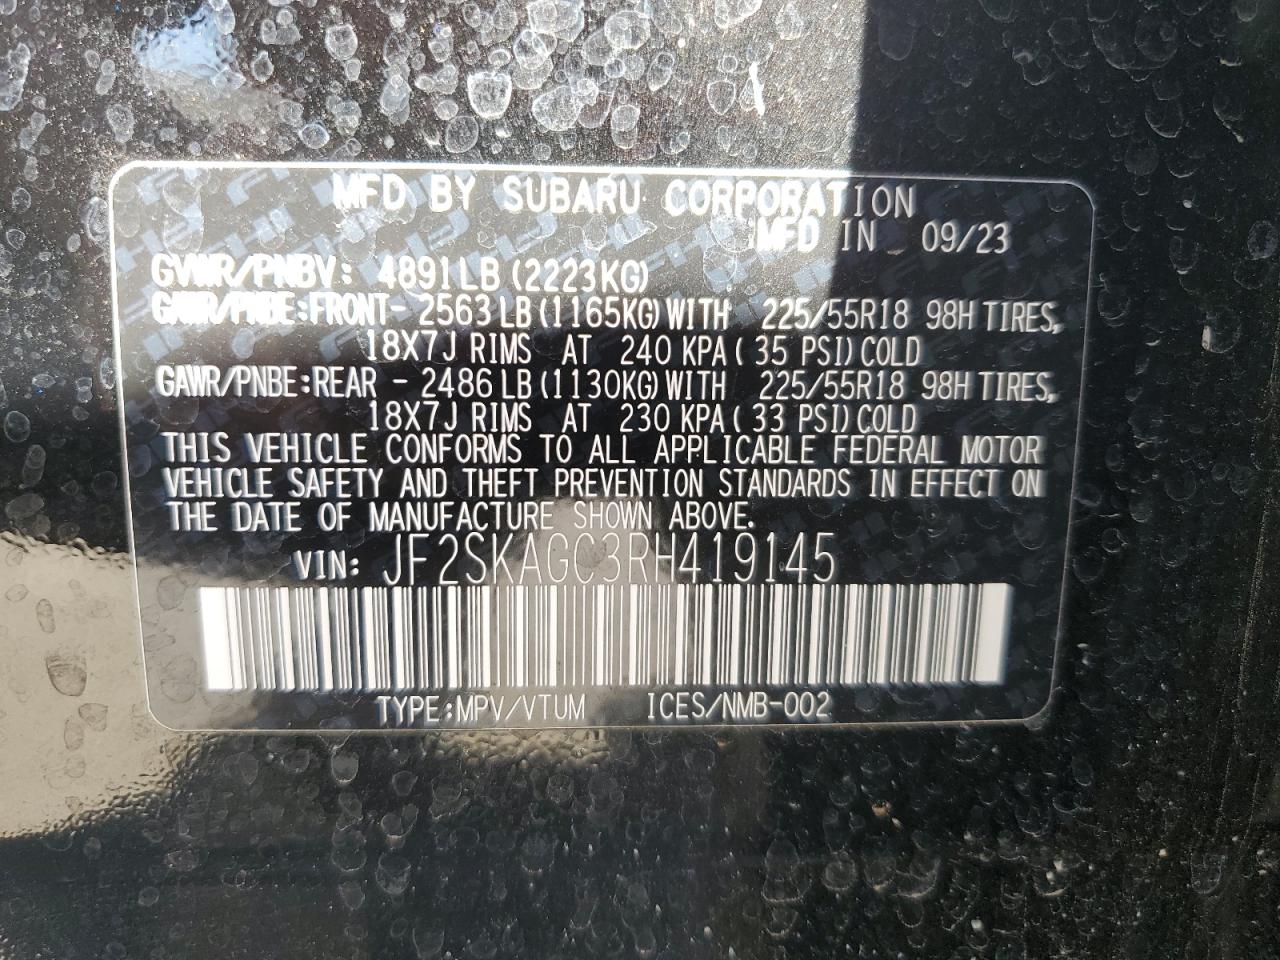 MFD BY SUBARU CORPORATION
MFD IN 09/23
GVWR/PNBV: 4891LB (2223KG)
GAWR/PNBE:FRONT- 2563 LB (1165KG) WITH 225/55R18 98H TIRES,
18X7J RIMS AT 240 KPA ( 35 PSI) COLD
GAWR/PNBE:REAR - 2486 LB (1130KG) WITH 225/55R18 98H TIRES,
18X7J RIMS AT 230 KPA ( 33 PSI) COLD
THIS VEHICLE CONFORMS TO ALL APPLICABLE FEDERAL MOTOR
VEHICLE SAFETY AND THEFT PREVENTION STANDARDS IN EFFECT ON
THE DATE OF MANUFACTURE SHOWN ABOVE.
VIN: JF2SKAGC3RH419145
TYPE:MPV/VTUM ICES/NMB-002